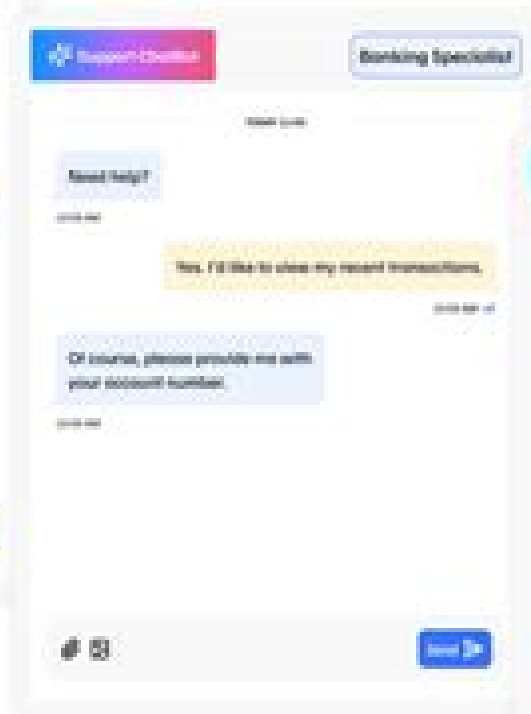 Support ChatBot
Banking Specialist
Need help?
Yes. I'd like to view my recent transactions.
Of course, please provide me with
your account number.
Send